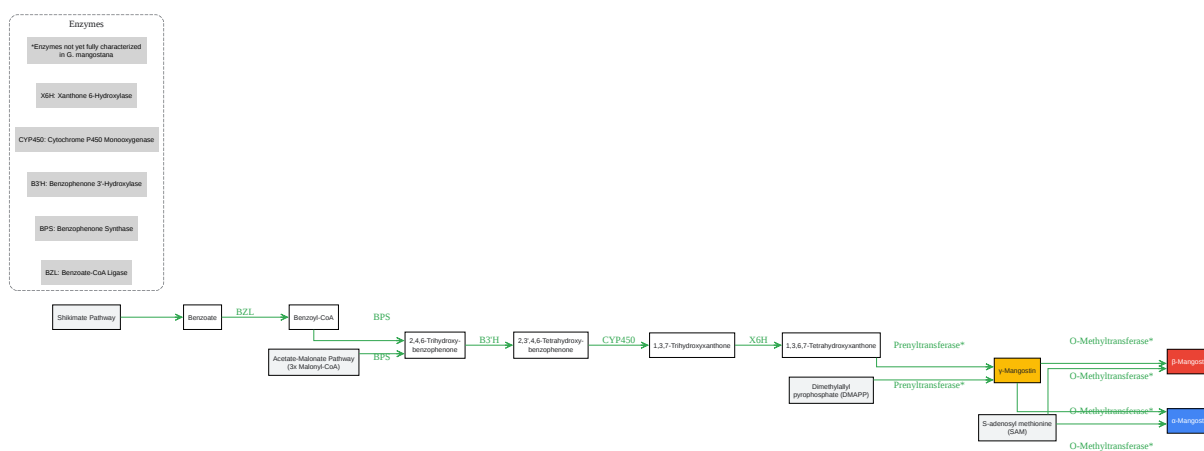 Enzymes
*Enzymes not yet fully characterized
in G. mangostana
X6H: Xanthone 6-Hydroxylase
CYP450: Cytochrome P450 Monooxygenase
B3'H: Benzophenone 3'-Hydroxylase
BPS: Benzophenone Synthase
BZL: Benzoate-CoA Ligase
Shikimate Pathway
Benzoate
BZL
Benzoyl-CoA
BPS
Acetate-Malonate Pathway
(3x Malonyl-CoA)
BPS
2,4,6-Trihydroxy-
benzophenone
B3'H
2,3',4,6-Tetrahydroxy-
benzophenone
CYP450
1,3,7-Trihydroxyxanthone
X6H
1,3,6,7-Tetrahydroxyxanthone
Prenyltransferase*
Dimethylallyl
pyrophosphate (DMAPP)
Prenyltransferase*
γ-Mangostin
S-adenosyl methionine
(SAM)
O-Methyltransferase*
O-Methyltransferase*
O-Methyltransferase*
O-Methyltransferase*
β-Mangost
α-Mangost